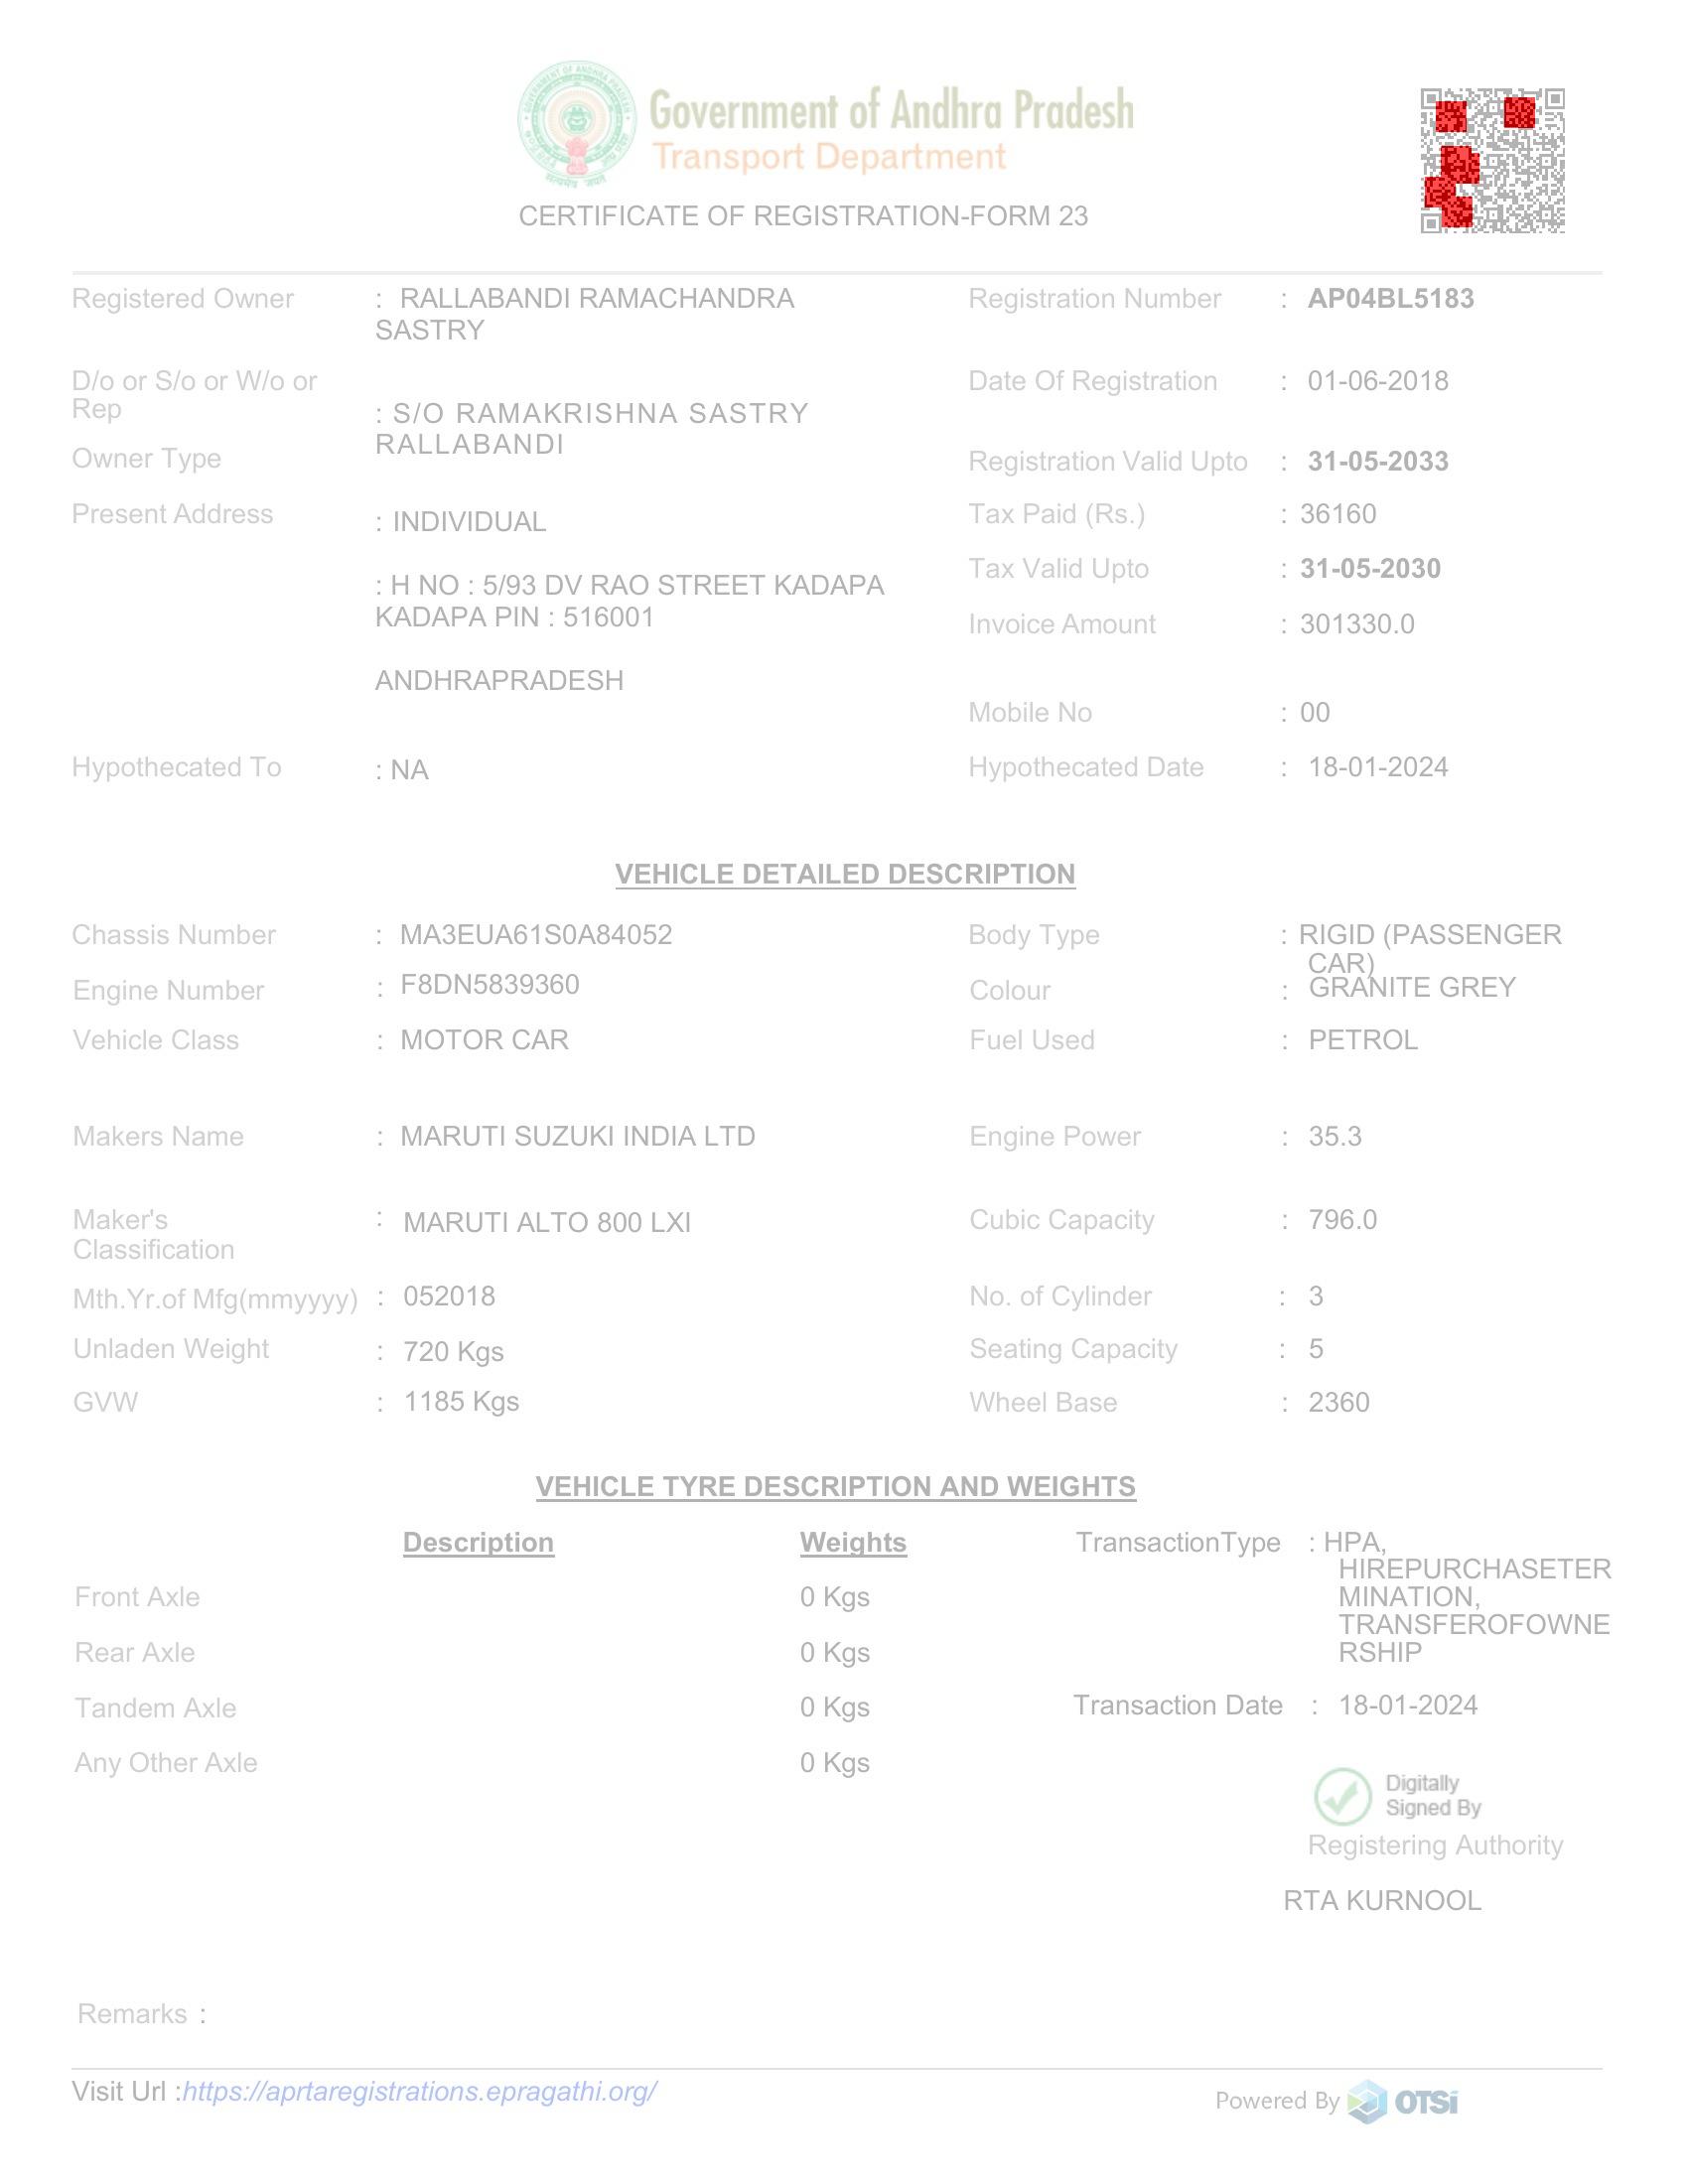 Government of Andhra Pradesh
Transport Department
CERTIFICATE OF REGISTRATION-FORM 23
Registered Owner : RALLABANDI RAMACHANDRA
SASTRY
Registration Number : AP04BL5183
D/o or S/o or W/o or
Rep
: S/O RAMAKRISHNA SASTRY
RALLABANDI
Date Of Registration : 01-06-2018
Owner Type
: INDIVIDUAL
Registration Valid Upto : 31-05-2033
Present Address
: H NO : 5/93 DV RAO STREET KADAPA
KADAPA PIN : 516001
ANDHRAPRADESH
Tax Paid (Rs.) : 36160
Tax Valid Upto : 31-05-2030
Invoice Amount : 301330.0
Mobile No : 00
Hypothecated To : NA
Hypothecated Date : 18-01-2024
VEHICLE DETAILED DESCRIPTION
Chassis Number : MA3EUA61S0A84052
Body Type : RIGID (PASSENGER
CAR)
Engine Number : F8DN5839360
Colour : GRANITE GREY
Vehicle Class : MOTOR CAR
Fuel Used : PETROL
Makers Name : MARUTI SUZUKI INDIA LTD
Engine Power : 35.3
Maker's
Classification
: MARUTI ALTO 800 LXI
Cubic Capacity : 796.0
Mth.Yr.of Mfg(mmyyyy) : 052018
No. of Cylinder : 3
Unladen Weight : 720 Kgs
Seating Capacity : 5
GVW : 1185 Kgs
Wheel Base : 2360
VEHICLE TYRE DESCRIPTION AND WEIGHTS
Description Weights
Front Axle 0 Kgs
Rear Axle 0 Kgs
Tandem Axle 0 Kgs
Any Other Axle 0 Kgs
TransactionType : HPA,
HIREPURCHASETER
MINATION,
TRANSFEROFOWNE
RSHIP
Transaction Date : 18-01-2024
Digitally
Signed By
Registering Authority
RTA KURNOOL
Remarks :
Visit Url :https://aprtaregistrations.epragathi.org/
Powered By OTSi